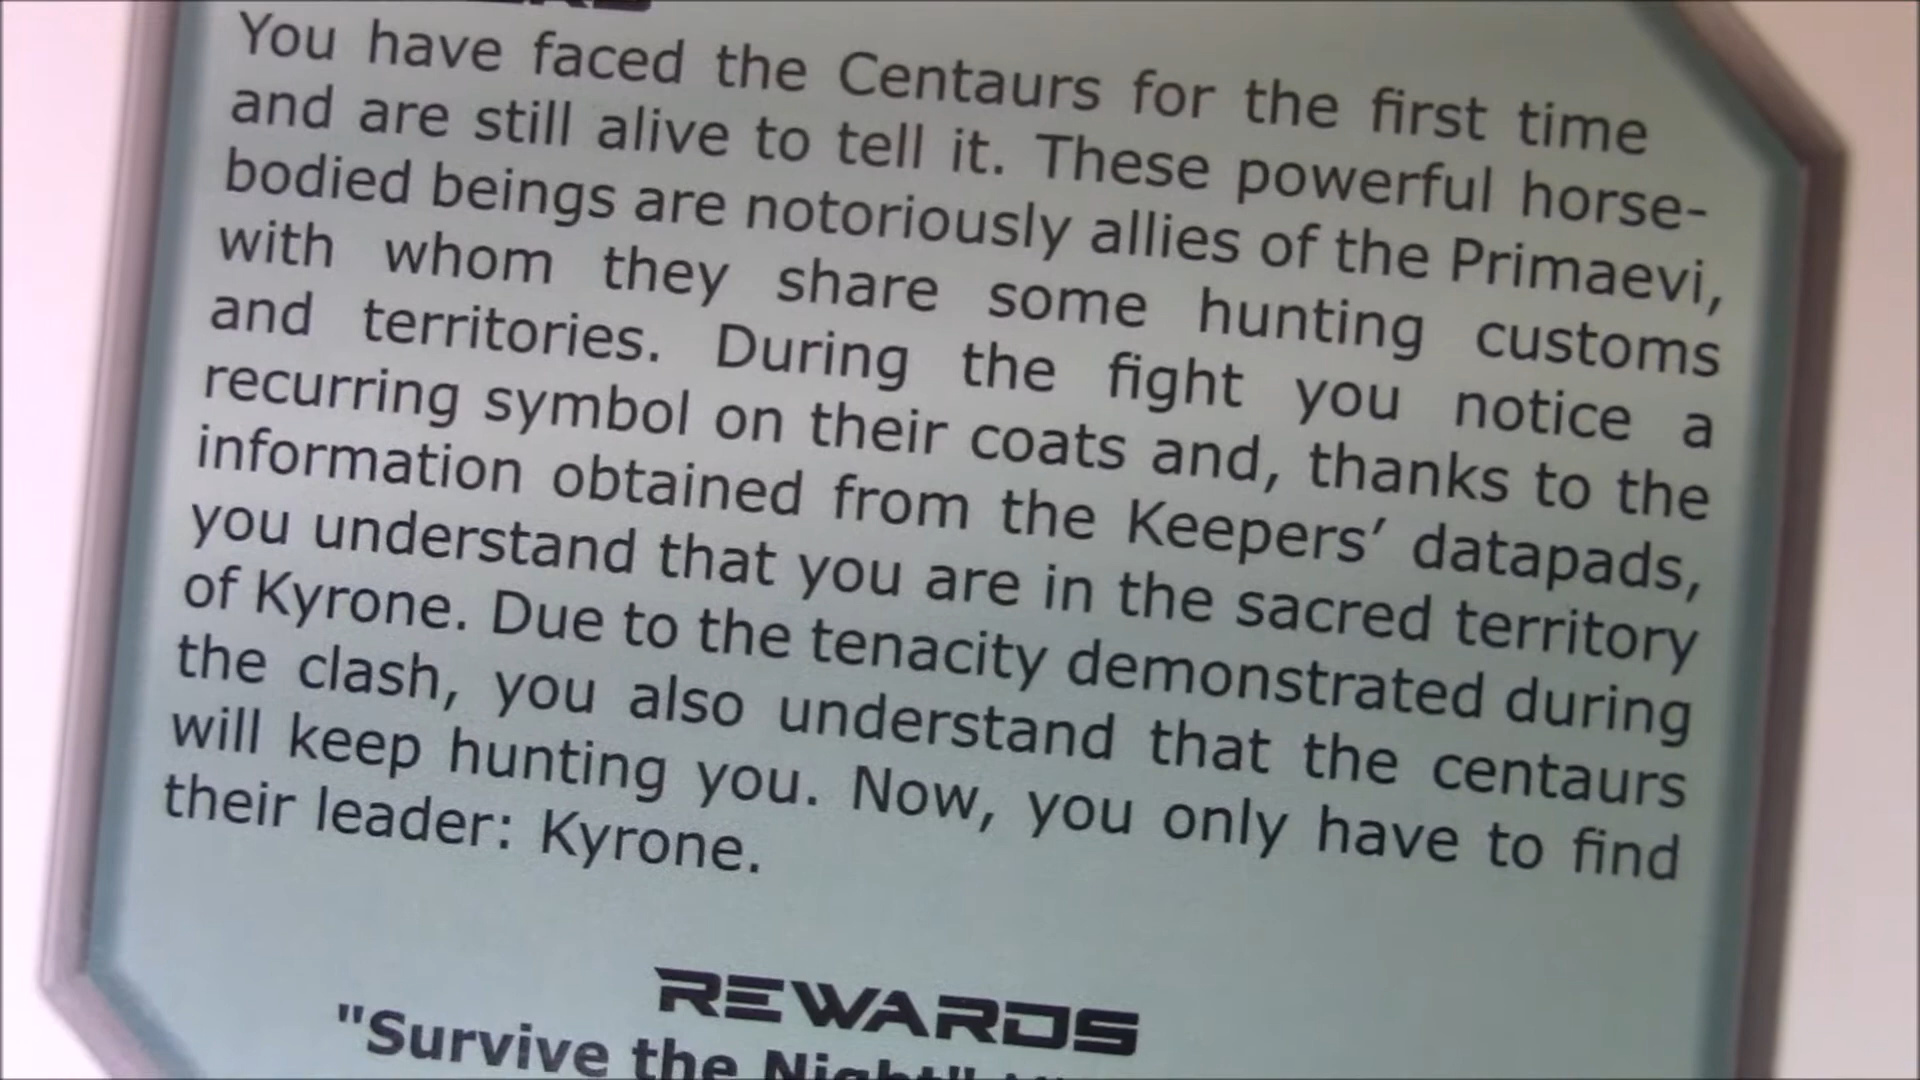 You have faced the Centaurs for the first time
and are still alive to tell it. These powerful horse-
bodied beings are notoriously allies of the Primaevi,
with whom they share some hunting customs
and territories. During the fight you notice a
recurring symbol on their coats and, thanks to the
information obtained from the Keepers' datapads,
you understand that you are in the sacred territory
of Kyrone. Due to the tenacity demonstrated during
the clash, you also understand that the centaurs
will keep hunting you. Now, you only have to find
their leader: Kyrone.
REWARDS
"Survive the Night"